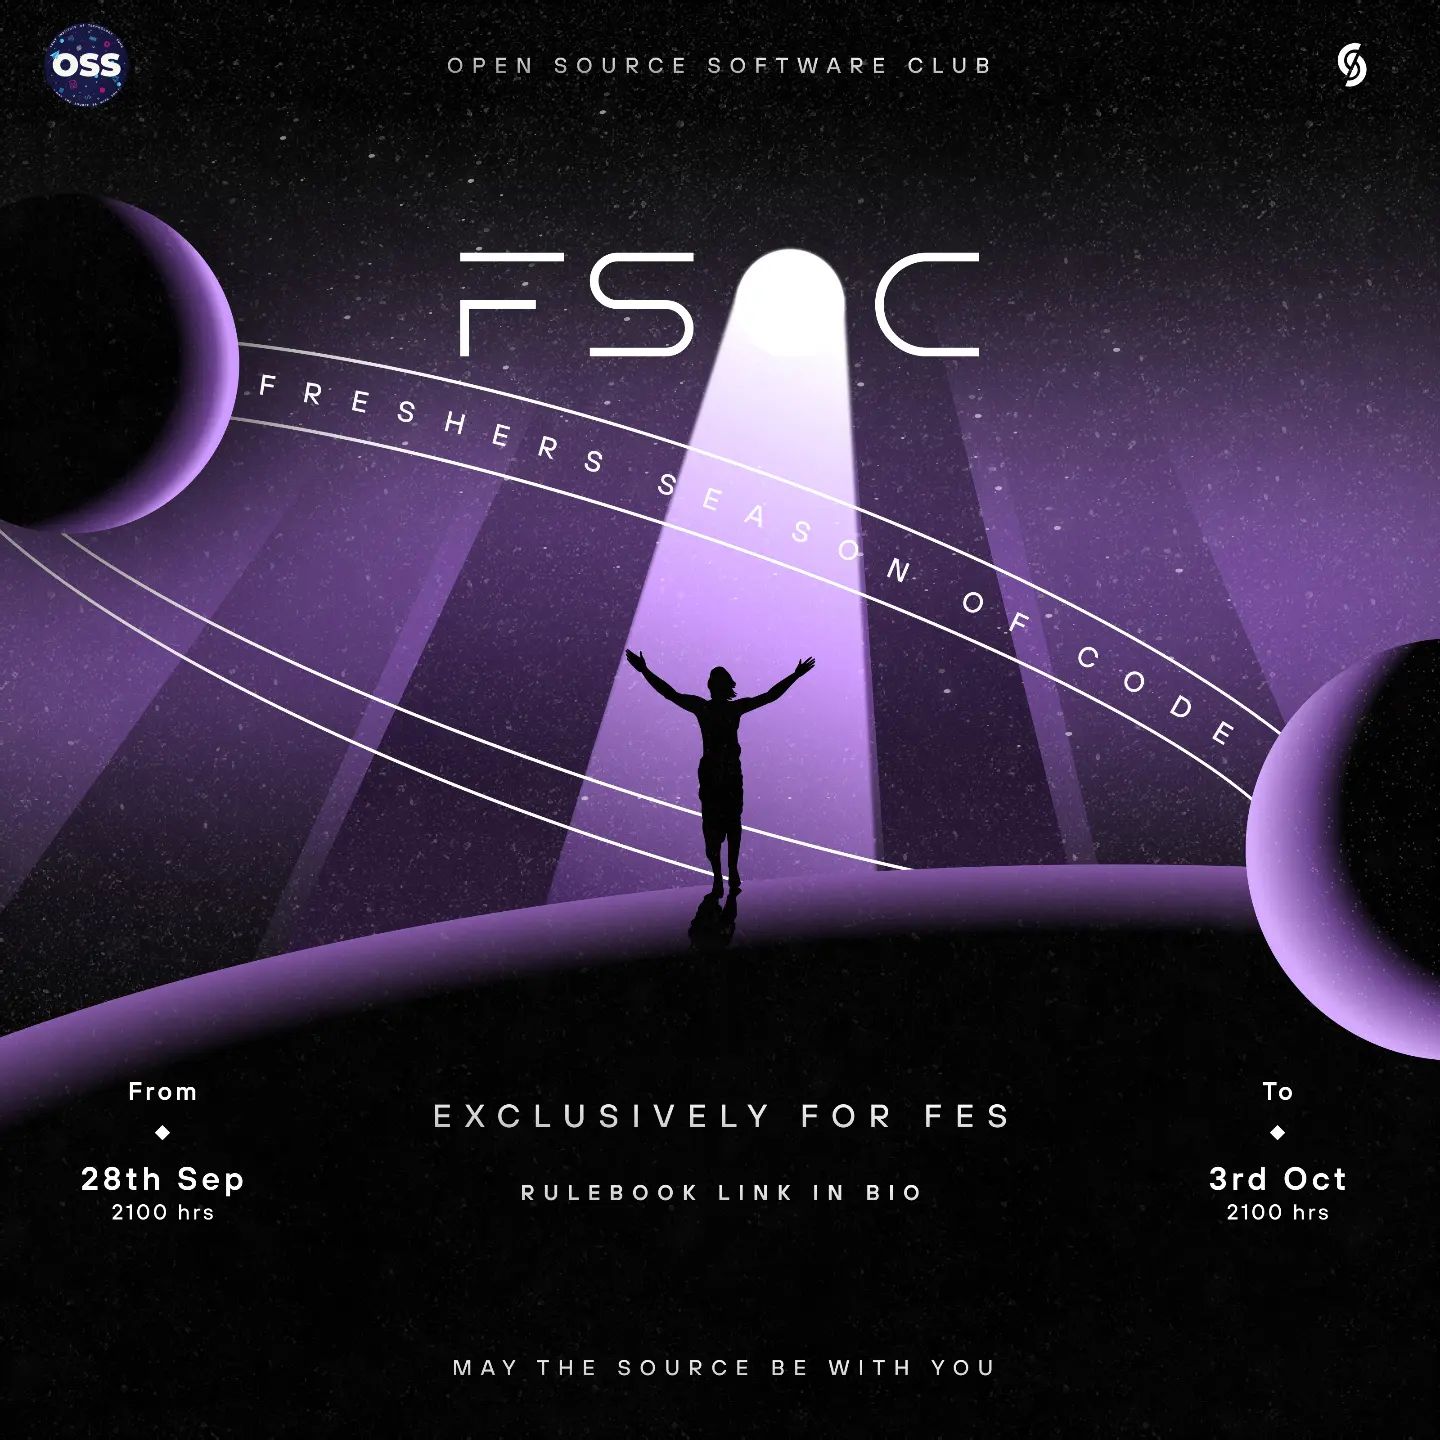 OSS
OPEN SOURCE SOFTWARE CLUB
FSOC
FRESHERS SEASON OF CODE
From
28th Sep
2100 hrs
EXCLUSIVELY FOR FES
RULEBOOK LINK IN BIO
To
3rd Oct
2100 hrs
MAY THE SOURCE BE WITH YOU